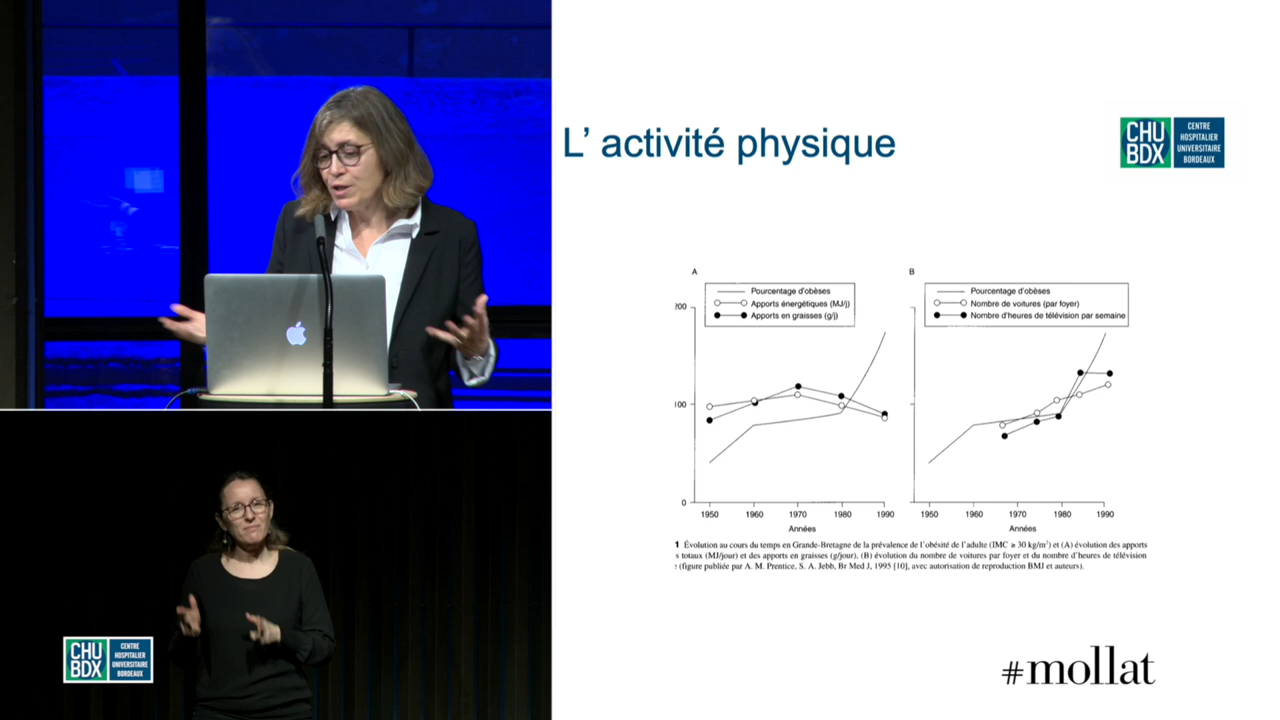 L’ activité physique
CHU
BDX
CENTRE
HOSPITALIER
UNIVERSITAIRE
BORDEAUX
A
Pourcentage d'obèses
Apports énergétiques (MJ/j)
Apports en graisses (g/j)
200
100
0
1950 1960 1970 1980 1990
Années
B
Pourcentage d'obèses
Nombre de voitures (par foyer)
Nombre d'heures de télévision par semaine
1950 1960 1970 1980 1990
Années
1 Évolution au cours du temps en Grande-Bretagne de la prévalence de l'obésité de l'adulte (IMC ≥ 30 kg/m²) et (A) évolution des apports
s totaux (MJ/jour) et des apports en graisses (g/jour), (B) évolution du nombre de voitures par foyer et du nombre d'heures de télévision
: (figure publiée par A. M. Prentice, S. A. Jebb, Br Med J, 1995 [10], avec autorisation de reproduction BMJ et auteurs).
CHU
BDX
CENTRE
HOSPITALIER
UNIVERSITAIRE
BORDEAUX
#mollat